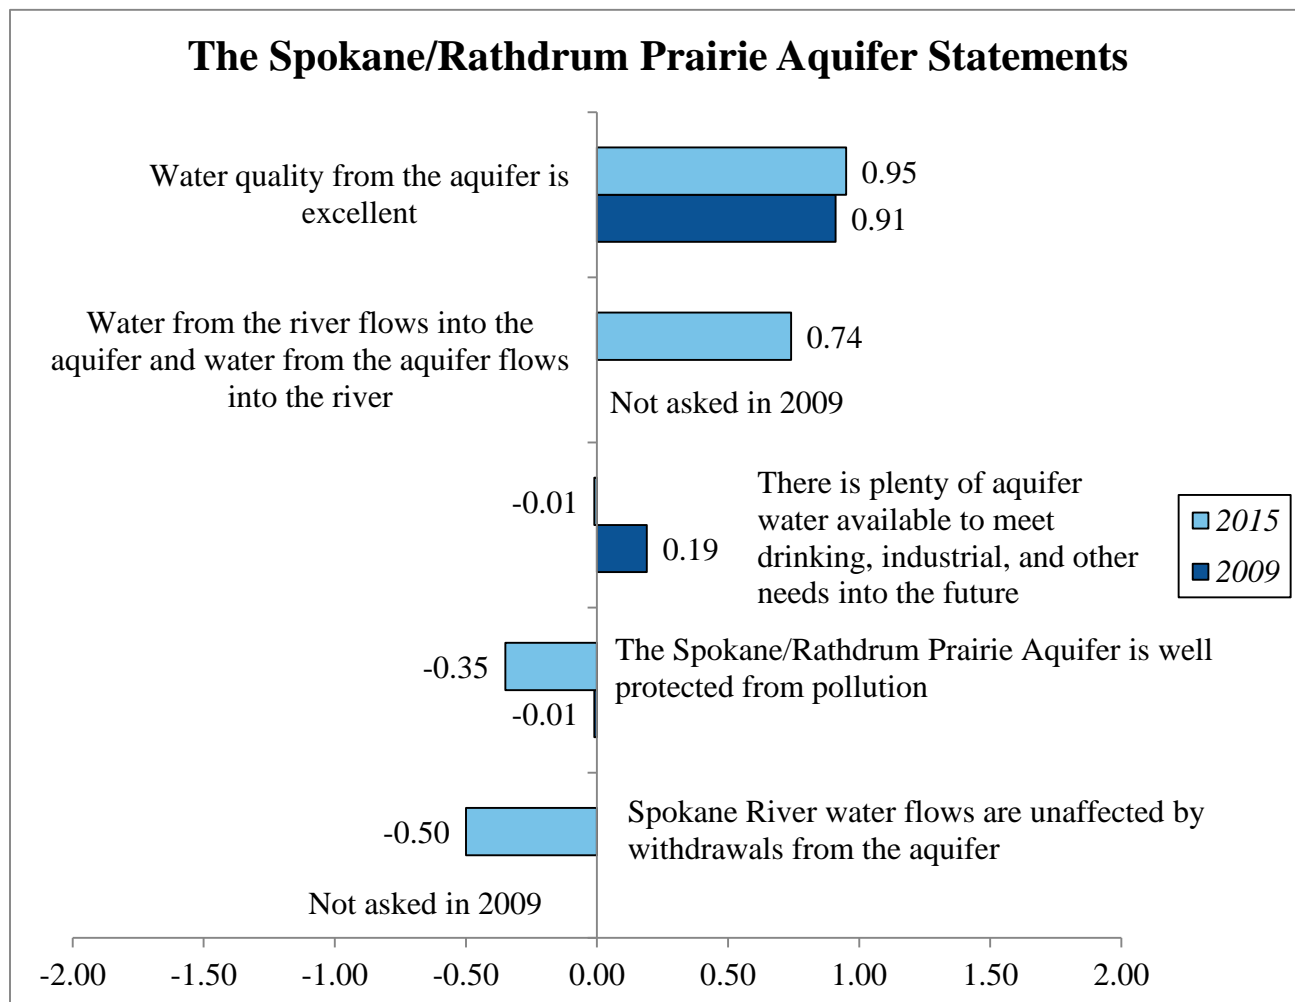 The Spokane/Rathdrum Prairie Aquifer Statements
Water quality from the aquifer is
excellent
0.95
0.91
Water from the river flows into the
aquifer and water from the aquifer flows
into the river
0.74
Not asked in 2009
-0.01
0.19
There is plenty of aquifer
water available to meet
drinking, industrial, and other
needs into the future
2015
2009
-0.35
-0.01
The Spokane/Rathdrum Prairie Aquifer is well
protected from pollution
-0.50
Spokane River water flows are unaffected by
withdrawals from the aquifer
Not asked in 2009
-2.00 -1.50 -1.00 -0.50 0.00 0.50 1.00 1.50 2.00